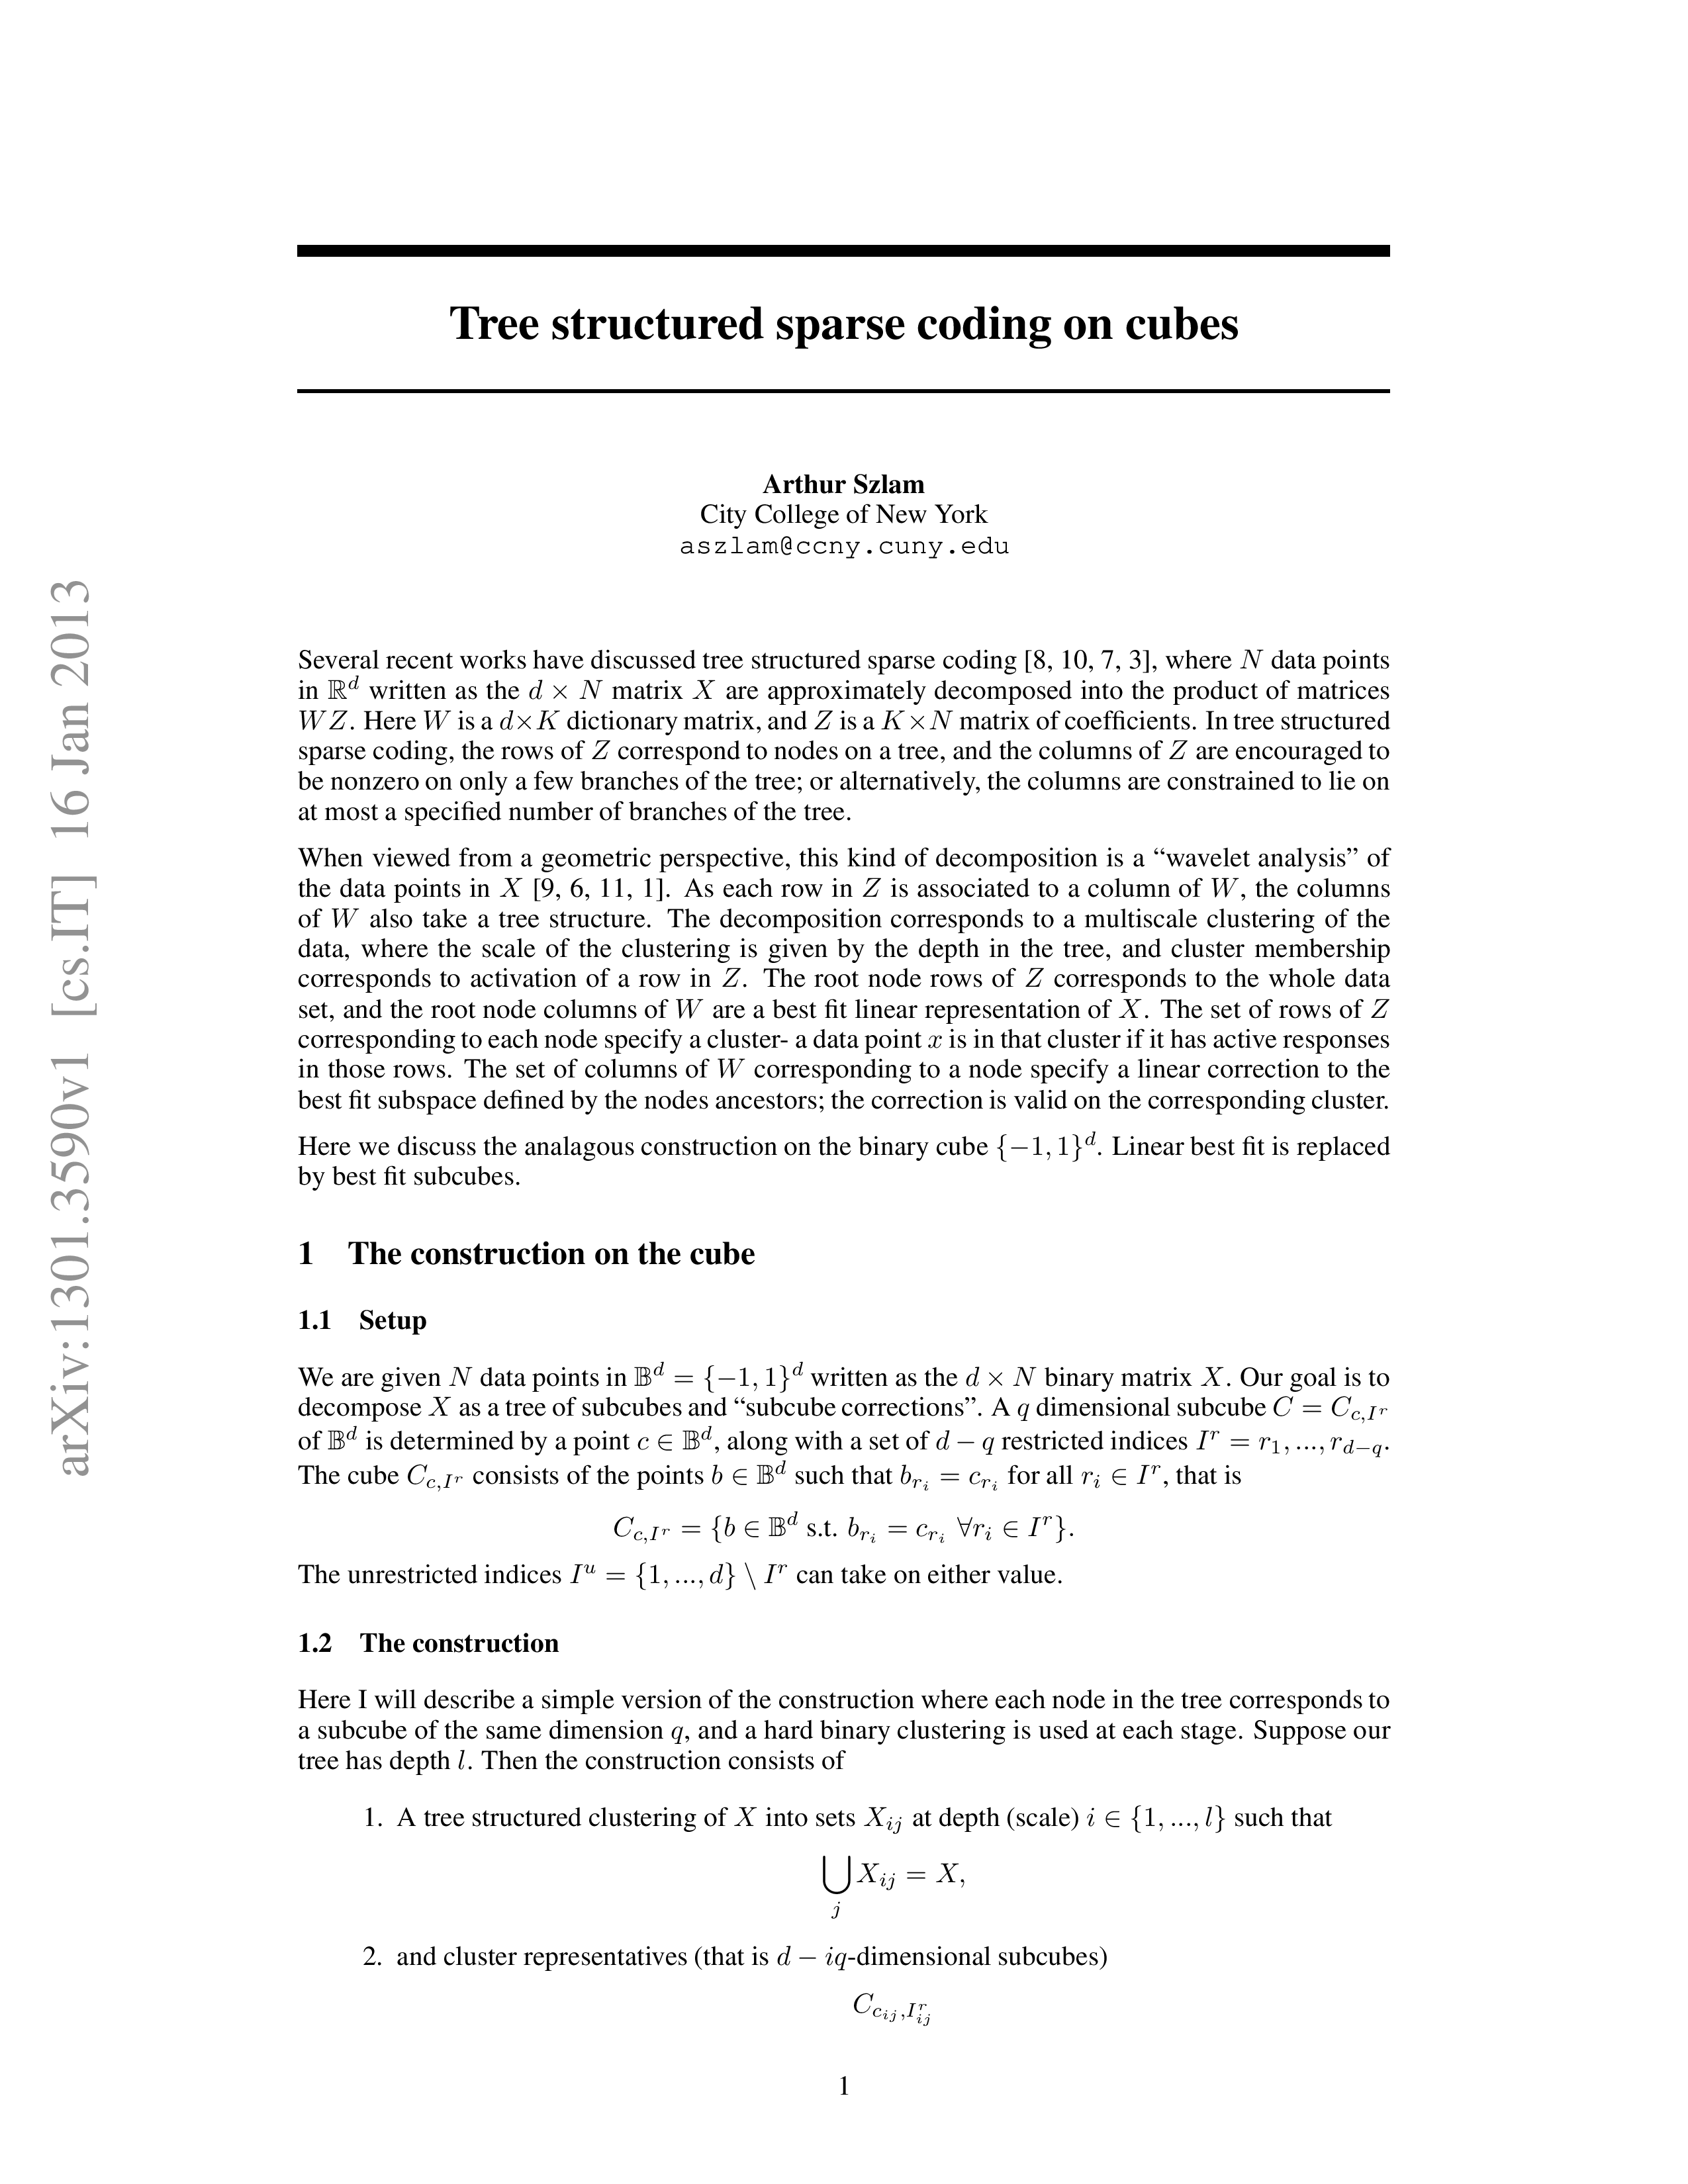 arXiv:1301.3590v1 [cs.IT] 16 Jan 2013
Tree structured sparse coding on cubes
Arthur Szlam
City College of New York
aszlam@ccny.cuny.edu
Several recent works have discussed tree structured sparse coding [8, 10, 7, 3], where N data points
in ℝ^d written as the d × N matrix X are approximately decomposed into the product of matrices
WZ. Here W is a d×K dictionary matrix, and Z is a K×N matrix of coefficients. In tree structured
sparse coding, the rows of Z correspond to nodes on a tree, and the columns of Z are encouraged to
be nonzero on only a few branches of the tree; or alternatively, the columns are constrained to lie on
at most a specified number of branches of the tree.
When viewed from a geometric perspective, this kind of decomposition is a “wavelet analysis” of
the data points in X [9, 6, 11, 1]. As each row in Z is associated to a column of W, the columns
of W also take a tree structure. The decomposition corresponds to a multiscale clustering of the
data, where the scale of the clustering is given by the depth in the tree, and cluster membership
corresponds to activation of a row in Z. The root node rows of Z corresponds to the whole data
set, and the root node columns of W are a best fit linear representation of X. The set of rows of Z
corresponding to each node specify a cluster- a data point x is in that cluster if it has active responses
in those rows. The set of columns of W corresponding to a node specify a linear correction to the
best fit subspace defined by the nodes ancestors; the correction is valid on the corresponding cluster.
Here we discuss the analagous construction on the binary cube {−1, 1}^d. Linear best fit is replaced
by best fit subcubes.
1 The construction on the cube
1.1 Setup
We are given N data points in 𝔹^d = {−1, 1}^d written as the d × N binary matrix X. Our goal is to
decompose X as a tree of subcubes and “subcube corrections”. A q dimensional subcube C = C_{c,I^r}
of 𝔹^d is determined by a point c ∈ 𝔹^d, along with a set of d − q restricted indices I^r = r_1, ..., r_{d−q}.
The cube C_{c,I^r} consists of the points b ∈ 𝔹^d such that b_{r_i} = c_{r_i} for all r_i ∈ I^r, that is
C_{c,I^r} = {b ∈ 𝔹^d s.t. b_{r_i} = c_{r_i} ∀r_i ∈ I^r}.
The unrestricted indices I^u = {1, ..., d} \ I^r can take on either value.
1.2 The construction
Here I will describe a simple version of the construction where each node in the tree corresponds to
a subcube of the same dimension q, and a hard binary clustering is used at each stage. Suppose our
tree has depth l. Then the construction consists of
1. A tree structured clustering of X into sets X_{ij} at depth (scale) i ∈ {1, ..., l} such that
⋃_j X_{ij} = X,
2. and cluster representatives (that is d − iq-dimensional subcubes)
C_{c_{ij},I^r_{ij}}
1